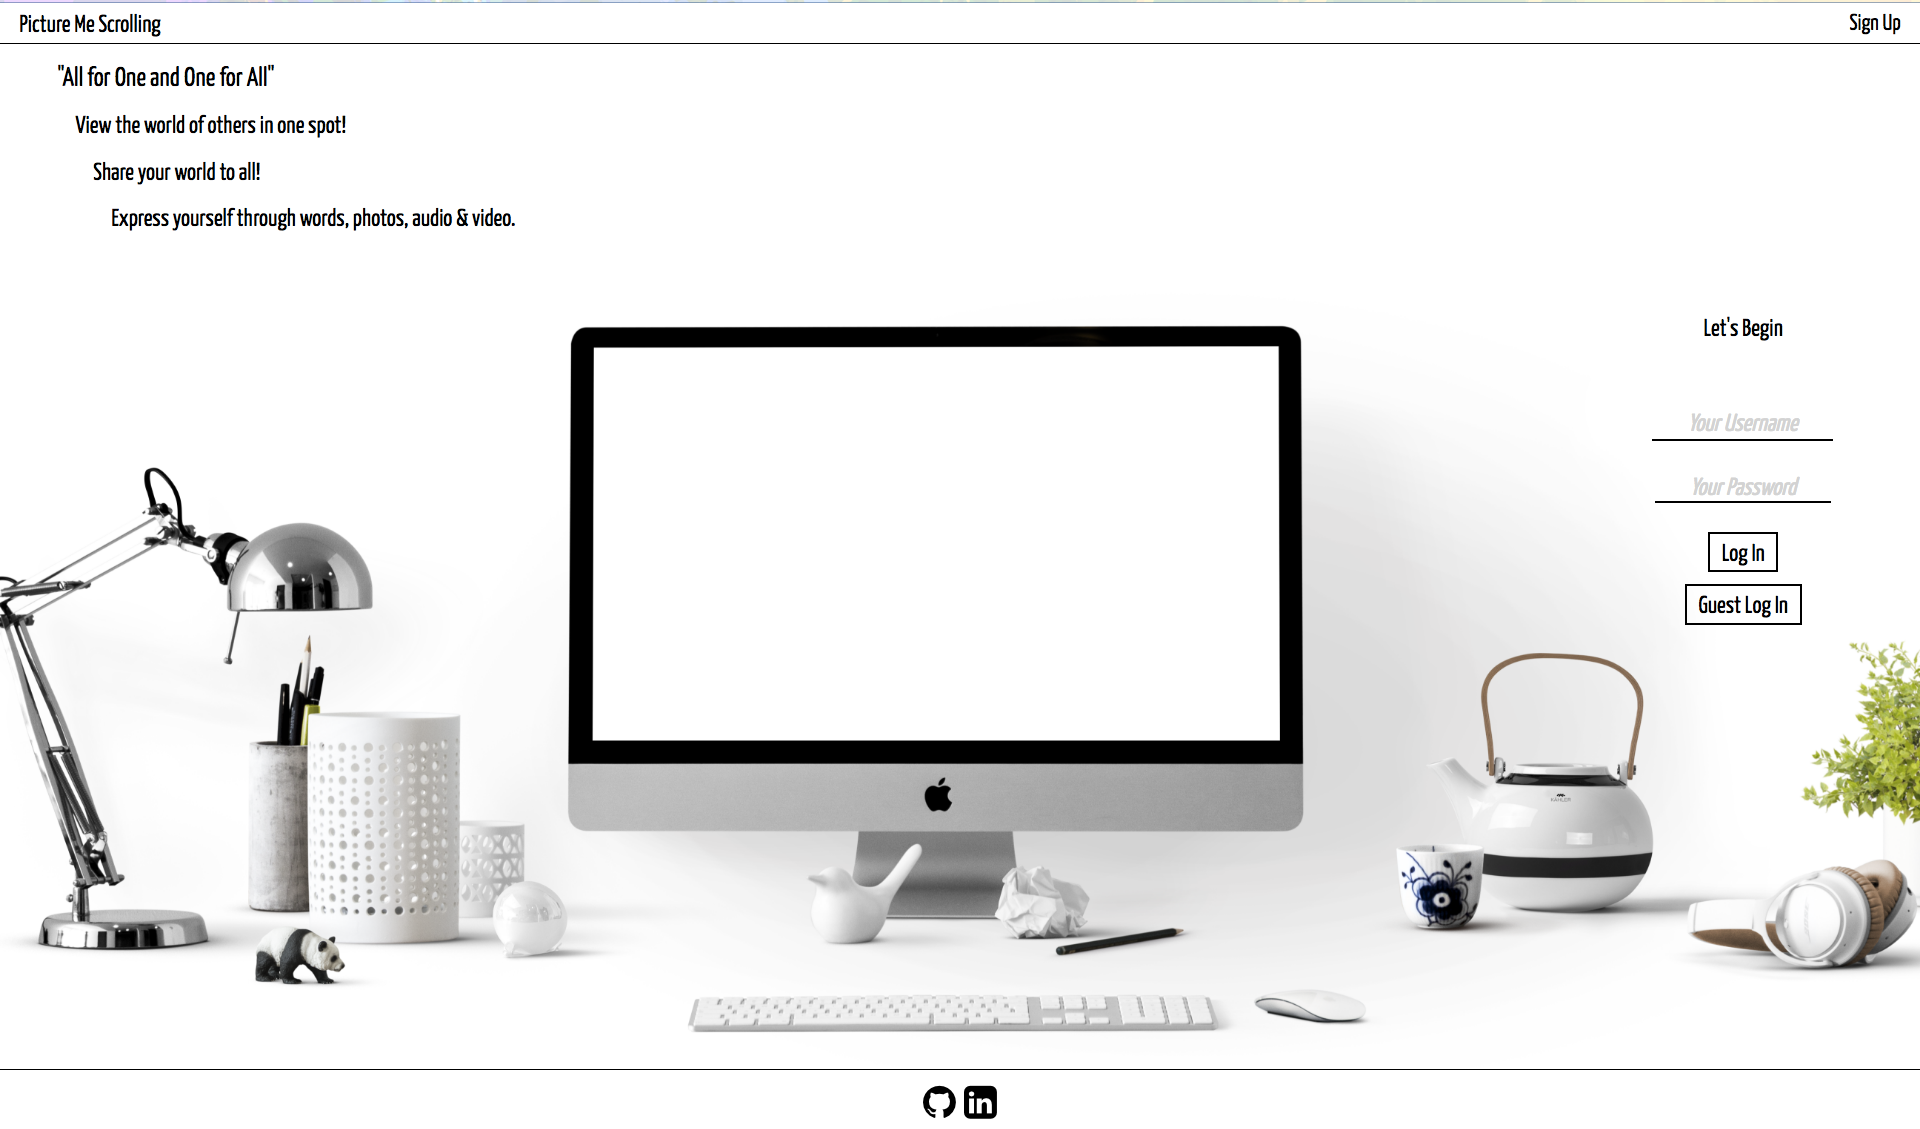 Picture Me Scrolling
Sign Up
"All for One and One for All"
View the world of others in one spot!
Share your world to all!
Express yourself through words, photos, audio & video.
Let's Begin
Your Username
Your Password
Log In
Guest Log In
KÄHLER
in